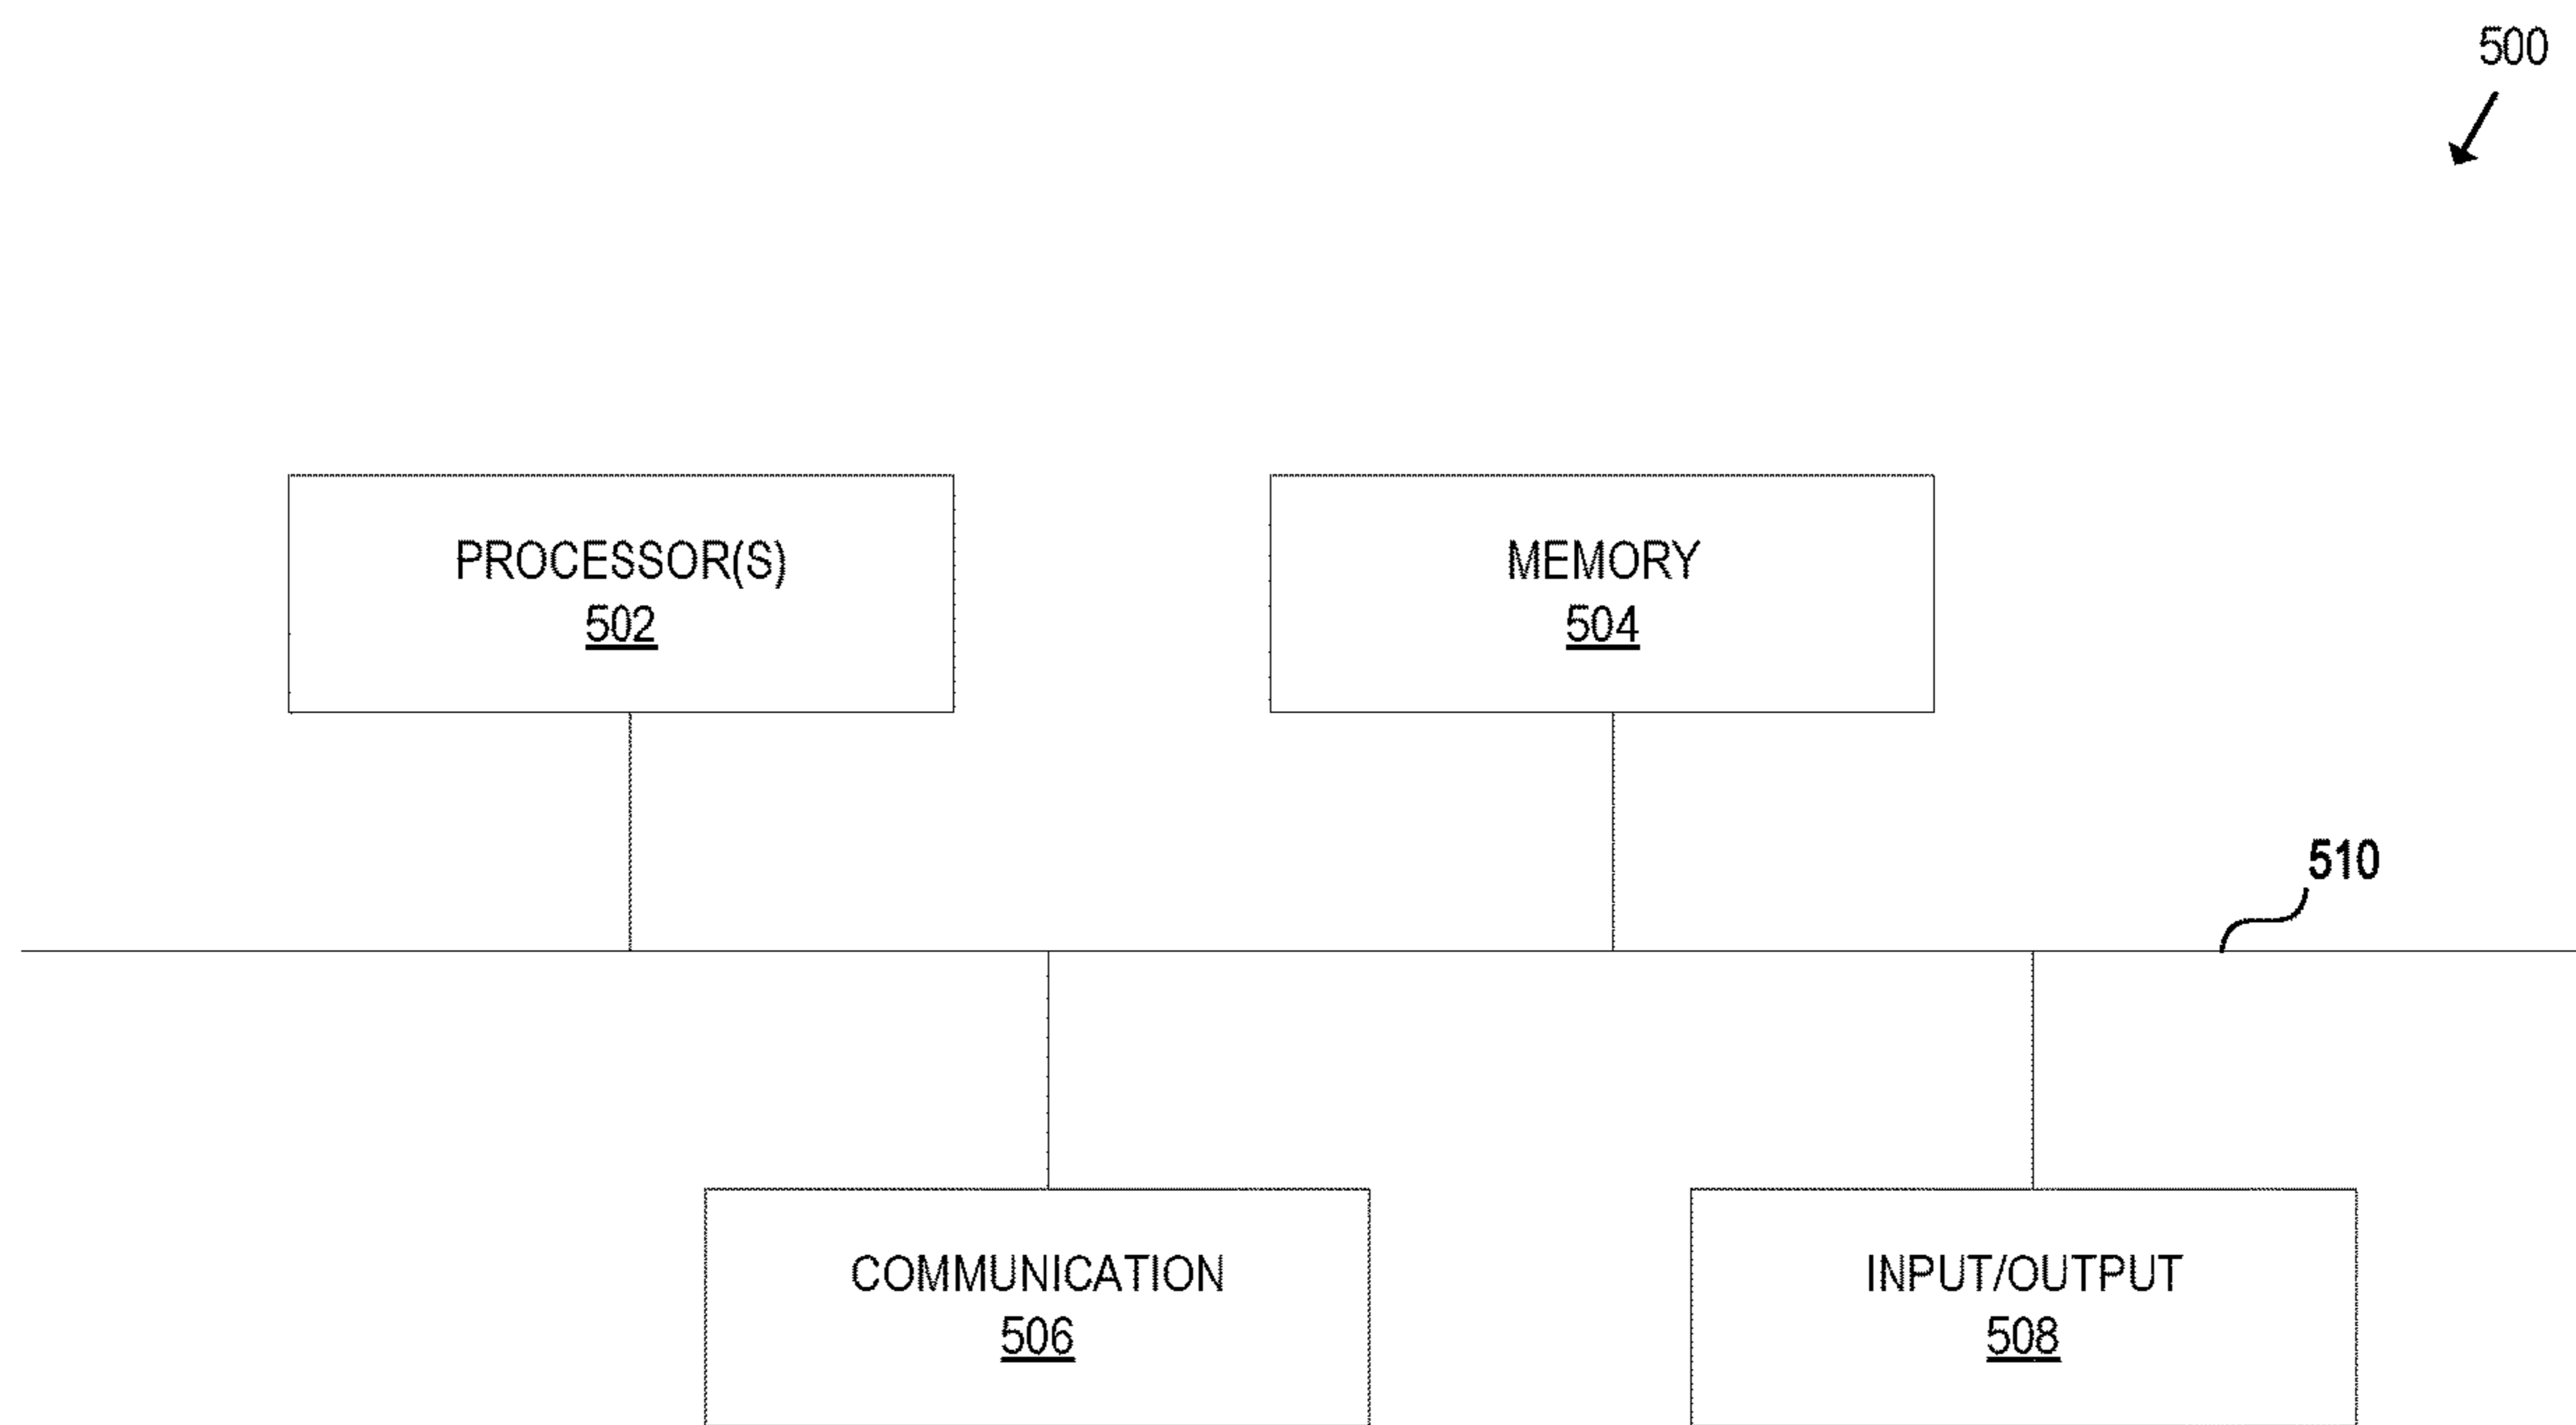 500
PROCESSOR(S)
502
MEMORY
504
510
COMMUNICATION
506
INPUT/OUTPUT
508